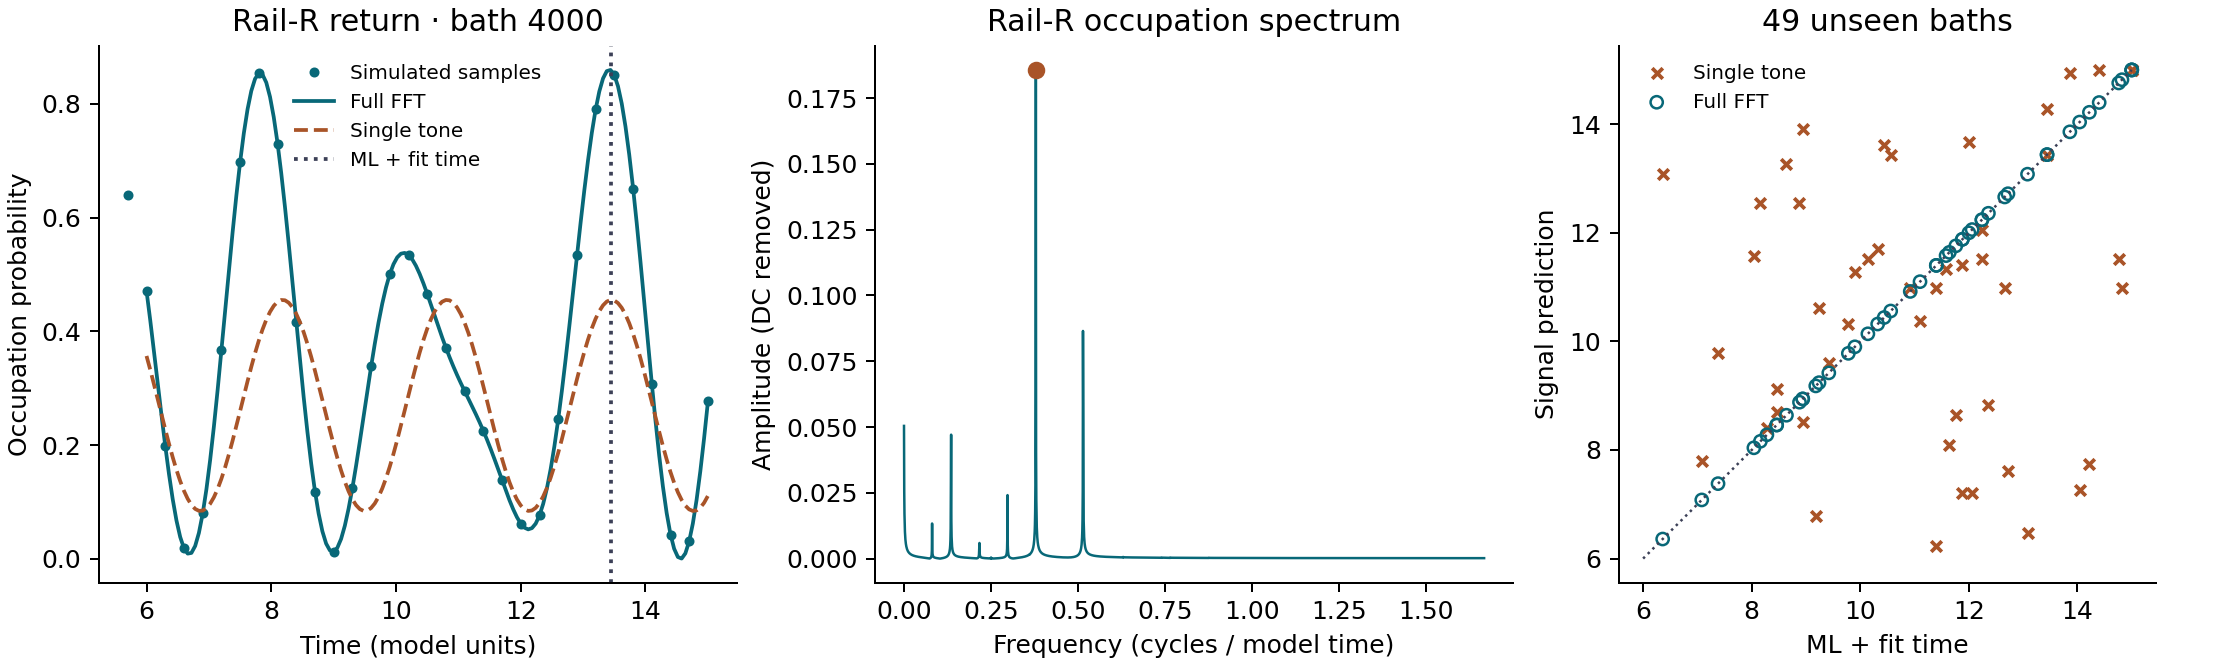 Rail-R return · bath 4000
Occupation probability
0.8
0.6
0.4
0.2
0.0
Simulated samples
Full FFT
Single tone
ML + fit time
6 8 10 12 14
Time (model units)
Rail-R occupation spectrum
Amplitude (DC removed)
0.175
0.150
0.125
0.100
0.075
0.050
0.025
0.000
0.00 0.25 0.50 0.75 1.00 1.25 1.50
Frequency (cycles / model time)
49 unseen baths
Signal prediction
14
12
10
8
6
Single tone
Full FFT
6 8 10 12 14
ML + fit time